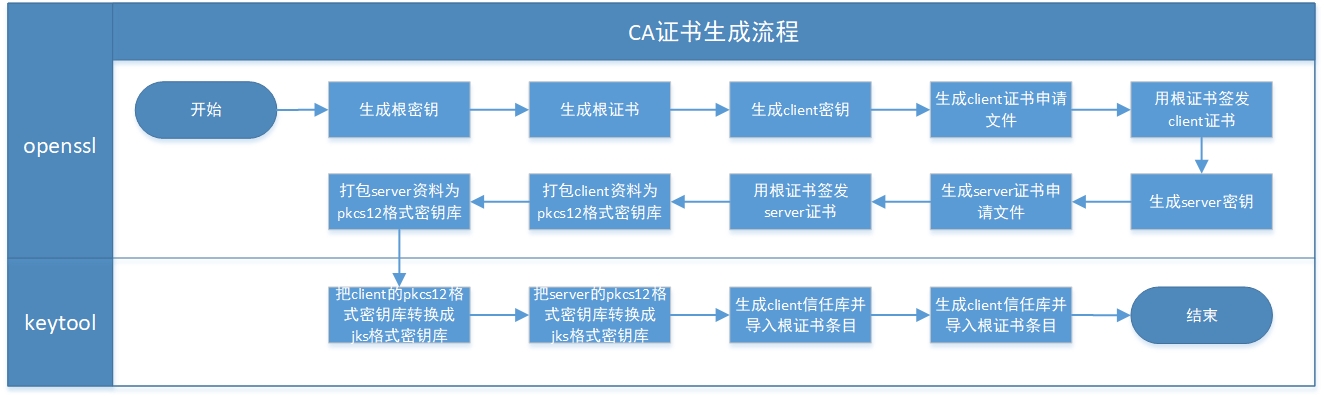 CA证书生成流程
openssl
开始
生成根密钥
生成根证书
生成client密钥
生成client证书申请
文件
用根证书签发
client证书
生成server密钥
生成server证书申
请文件
用根证书签发
server证书
打包client资料为
pkcs12格式密钥库
打包server资料为
pkcs12格式密钥库
keytool
把client的pkcs12格
式密钥库转换成
jks格式密钥库
把server的pkcs12格
式密钥库转换成
jks格式密钥库
生成client信任库并
导入根证书条目
生成client信任库并
导入根证书条目
结束